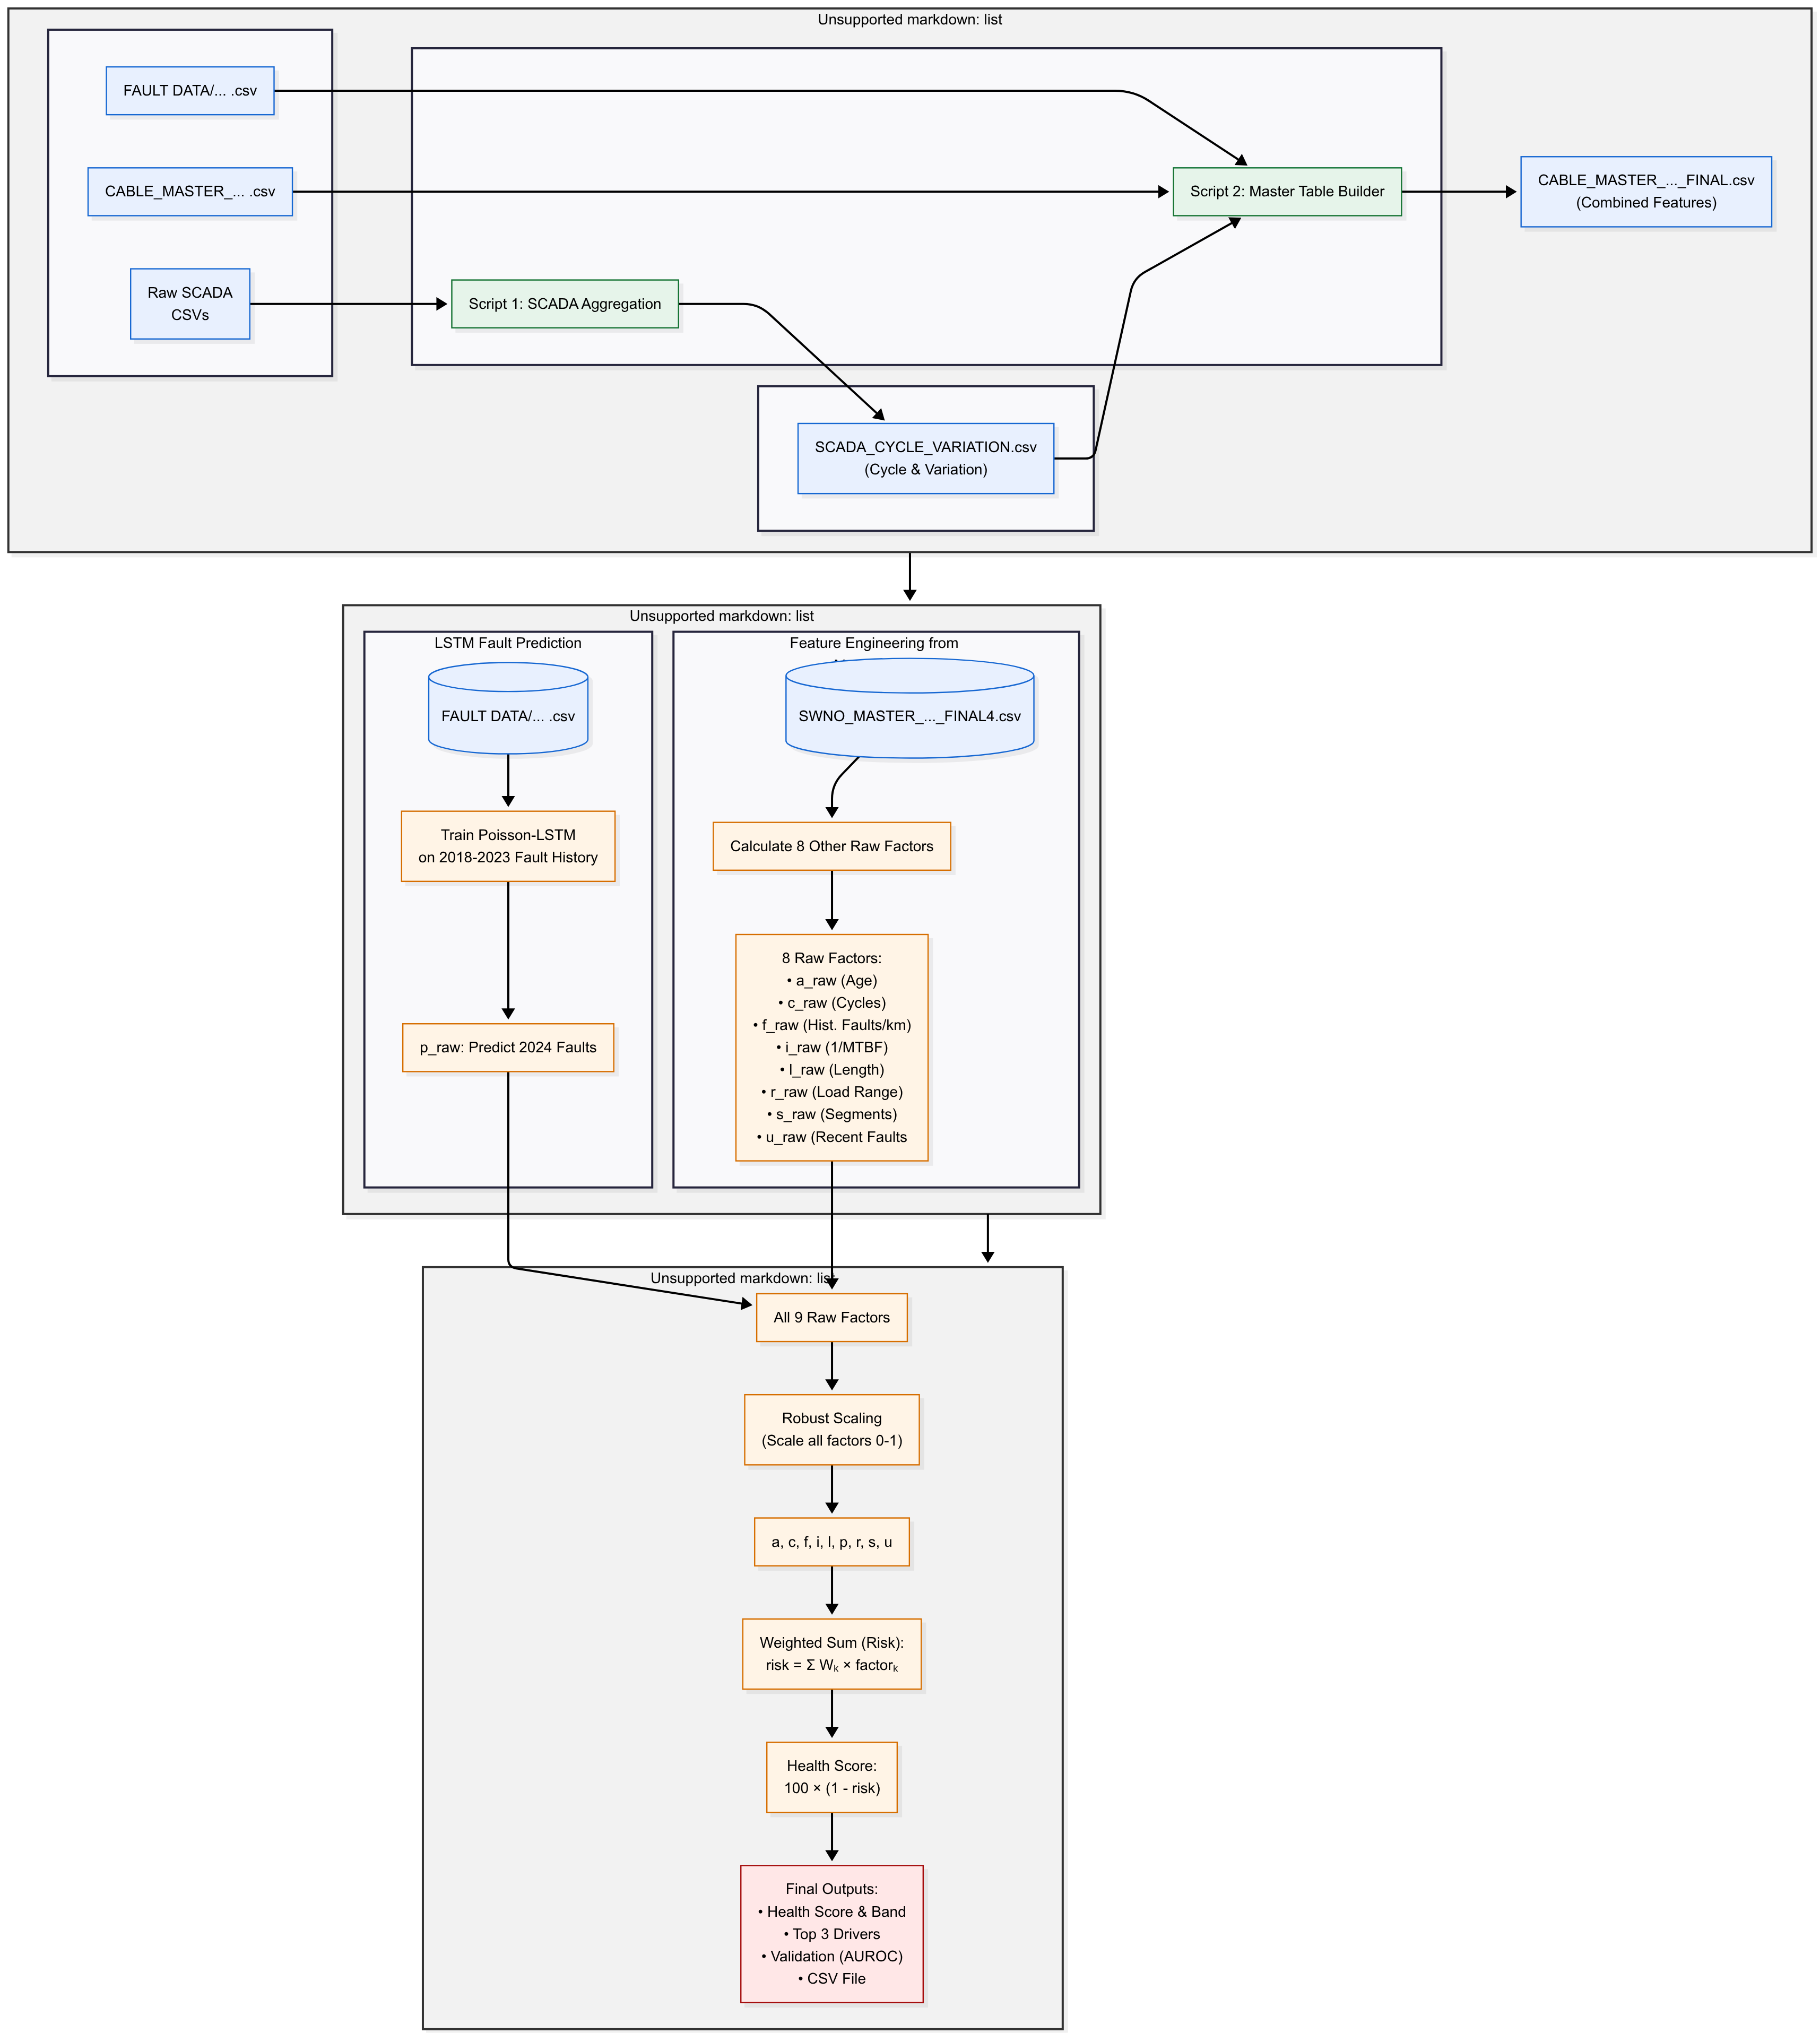 Unsupported markdown: list
FAULT DATA/... .csv
CABLE_MASTER_... .csv
Script 2: Master Table Builder
CABLE_MASTER_..._FINAL.csv
(Combined Features)
Raw SCADA
CSVs
Script 1: SCADA Aggregation
SCADA_CYCLE_VARIATION.csv
(Cycle & Variation)
Unsupported markdown: list
LSTM Fault Prediction
FAULT DATA/... .csv
Train Poisson-LSTM
on 2018-2023 Fault History
p_raw: Predict 2024 Faults
Feature Engineering from
SWNO_MASTER_..._FINAL4.csv
Calculate 8 Other Raw Factors
8 Raw Factors:
• a_raw (Age)
• c_raw (Cycles)
• f_raw (Hist. Faults/km)
• i_raw (1/MTBF)
• l_raw (Length)
• r_raw (Load Range)
• s_raw (Segments)
• u_raw (Recent Faults
Unsupported markdown: list
All 9 Raw Factors
Robust Scaling
(Scale all factors 0-1)
a, c, f, i, l, p, r, s, u
Weighted Sum (Risk):
risk = Σ Wₖ × factorₖ
Health Score:
100 × (1 - risk)
Final Outputs:
• Health Score & Band
• Top 3 Drivers
• Validation (AUROC)
• CSV File